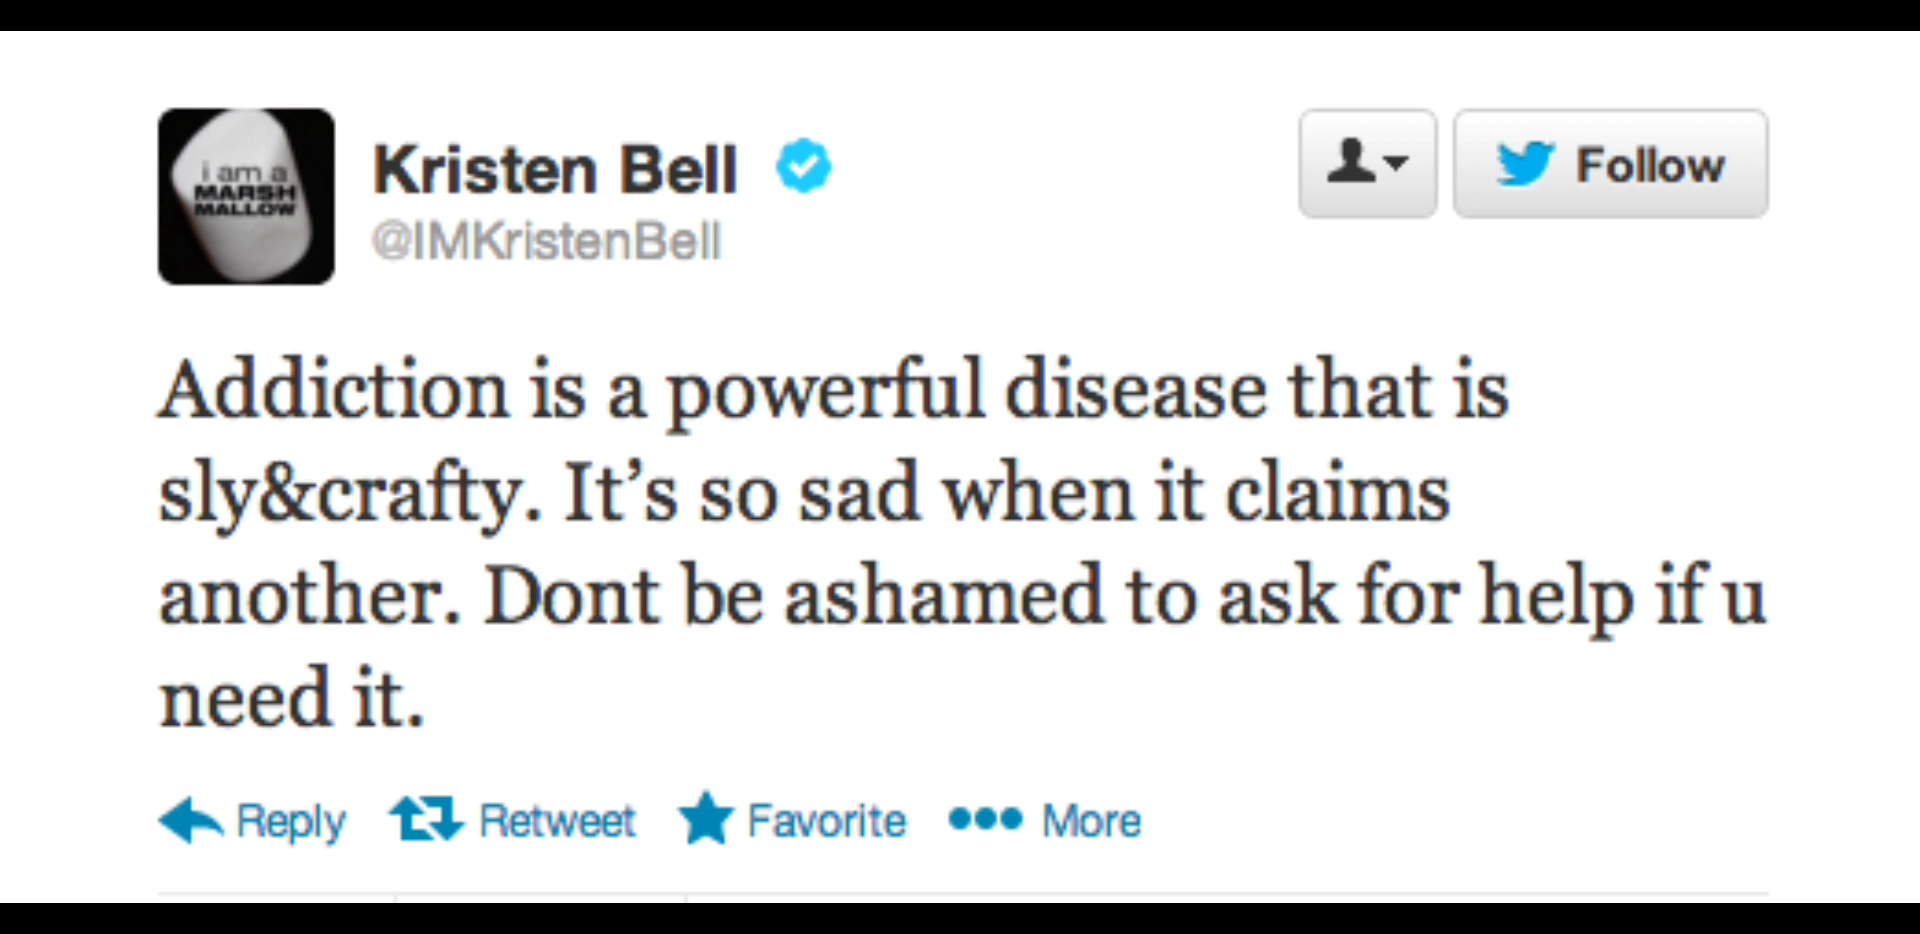 i am a
MARSH
MALLOW
Kristen Bell
@IMKristenBell
Follow
Addiction is a powerful disease that is
sly&crafty. It’s so sad when it claims
another. Dont be ashamed to ask for help if u
need it.
Reply Retweet Favorite More